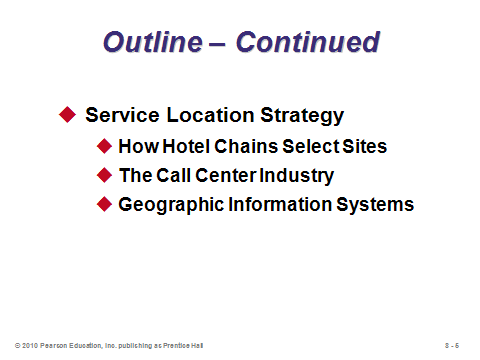 Outline – Continued
Service Location Strategy
How Hotel Chains Select Sites
The Call Center Industry
Geographic Information Systems
© 2010 Pearson Education, Inc. publishing as Prentice Hall
8 - 5